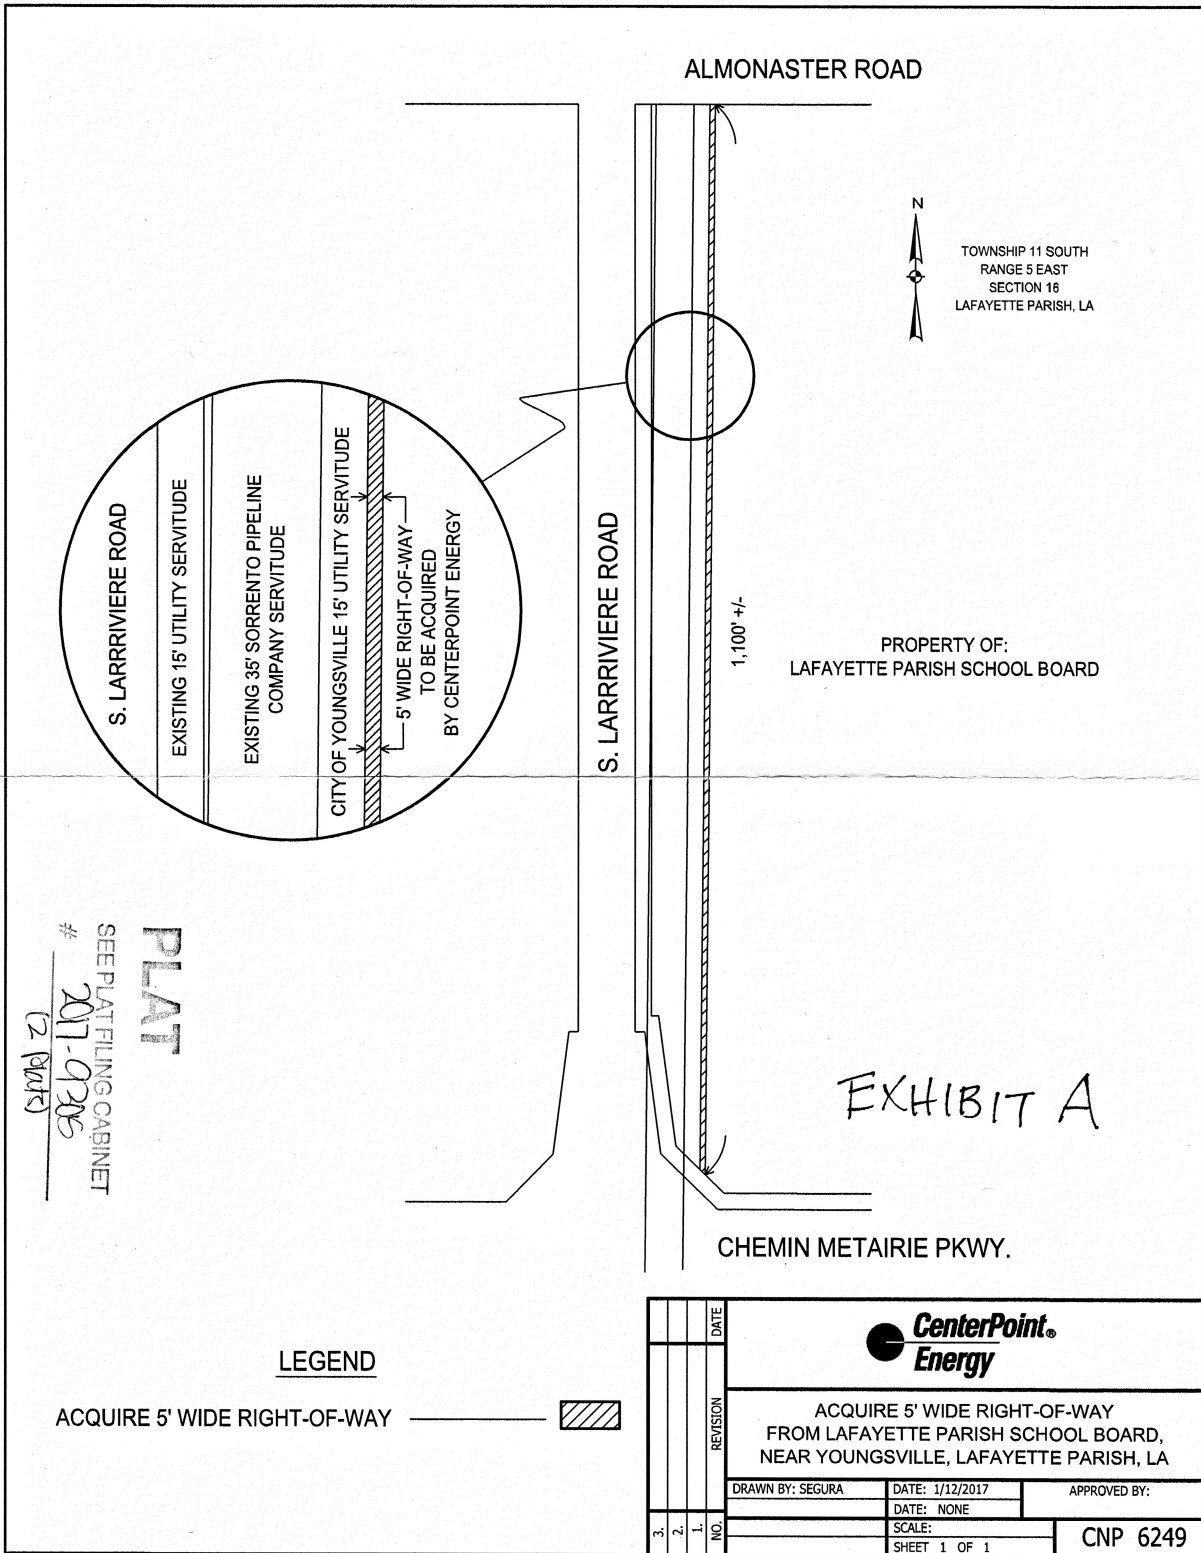 ALMONASTER ROAD
N
TOWNSHIP 11 SOUTH
RANGE 5 EAST
SECTION 16
LAFAYETTE PARISH, LA
S. LARRRIVIERE ROAD
EXISTING 15' UTILITY SERVITUDE
EXISTING 35' SORRENTO PIPELINE
COMPANY SERVITUDE
CITY OF YOUNGSVILLE 15' UTILITY SERVITUDE
5' WIDE RIGHT-OF-WAY
TO BE ACQUIRED
BY CENTERPOINT ENERGY
S. LARRRIVIERE ROAD
1,100' +/-
PROPERTY OF:
LAFAYETTE PARISH SCHOOL BOARD
PLAT
SEE PLAT FILING CABINET
# 2017-9306
(2 plats)
EXHIBIT A
CHEMIN METAIRIE PKWY.
LEGEND
ACQUIRE 5' WIDE RIGHT-OF-WAY
DATE
REVISION
NO.
1.
2.
3.
CenterPoint®
Energy
ACQUIRE 5' WIDE RIGHT-OF-WAY
FROM LAFAYETTE PARISH SCHOOL BOARD,
NEAR YOUNGSVILLE, LAFAYETTE PARISH, LA
DRAWN BY: SEGURA
DATE: 1/12/2017
APPROVED BY:
DATE: NONE
SCALE:
SHEET 1 OF 1
CNP 6249